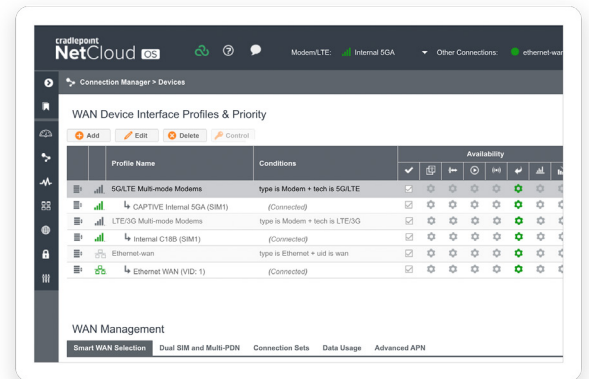 cradlepoint
NetCloud OS
Modem/LTE: Internal 5GA Other Connections: ethernet-wan
Connection Manager > Devices
WAN Device Interface Profiles & Priority
Add Edit Delete Control
Availability
Profile Name Conditions
5G/LTE Multi-mode Modems type is Modem + tech is 5G/LTE
CAPTIVE Internal 5GA (SIM1) (Connected)
LTE/3G Multi-mode Modems type is Modem + tech is LTE/3G
Internal C18B (SIM1) (Connected)
Ethernet-wan type is Ethernet + uid is wan
Ethernet WAN (VID: 1) (Connected)
WAN Management
Smart WAN Selection Dual SIM and Multi-PDN Connection Sets Data Usage Advanced APN